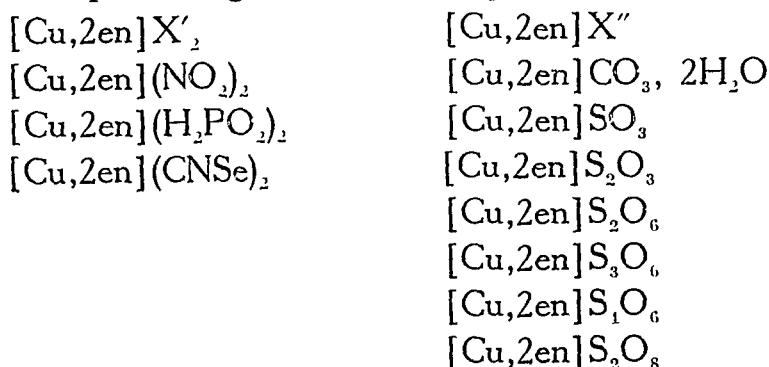 [Cu,2en]X′₂
[Cu,2en](NO₂)₂
[Cu,2en](H₂PO₂)₂
[Cu,2en](CNSe)₂
[Cu,2en]X″
[Cu,2en]CO₃, 2H₂O
[Cu,2en]SO₃
[Cu,2en]S₂O₃
[Cu,2en]S₂O₆
[Cu,2en]S₃O₆
[Cu,2en]S₁O₆
[Cu,2en]S₂O₈